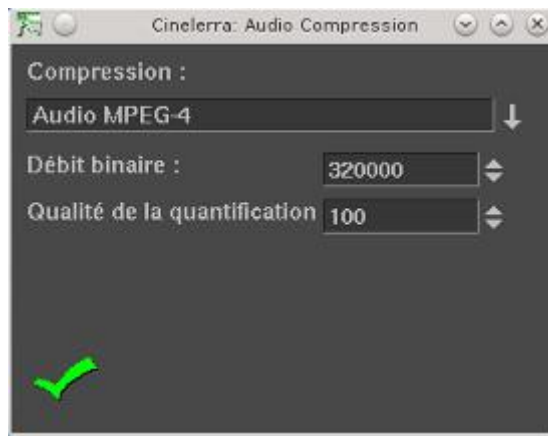 Cinelerra: Audio Compression
Compression :
Audio MPEG-4
Débit binaire :
320000
Qualité de la quantification
100